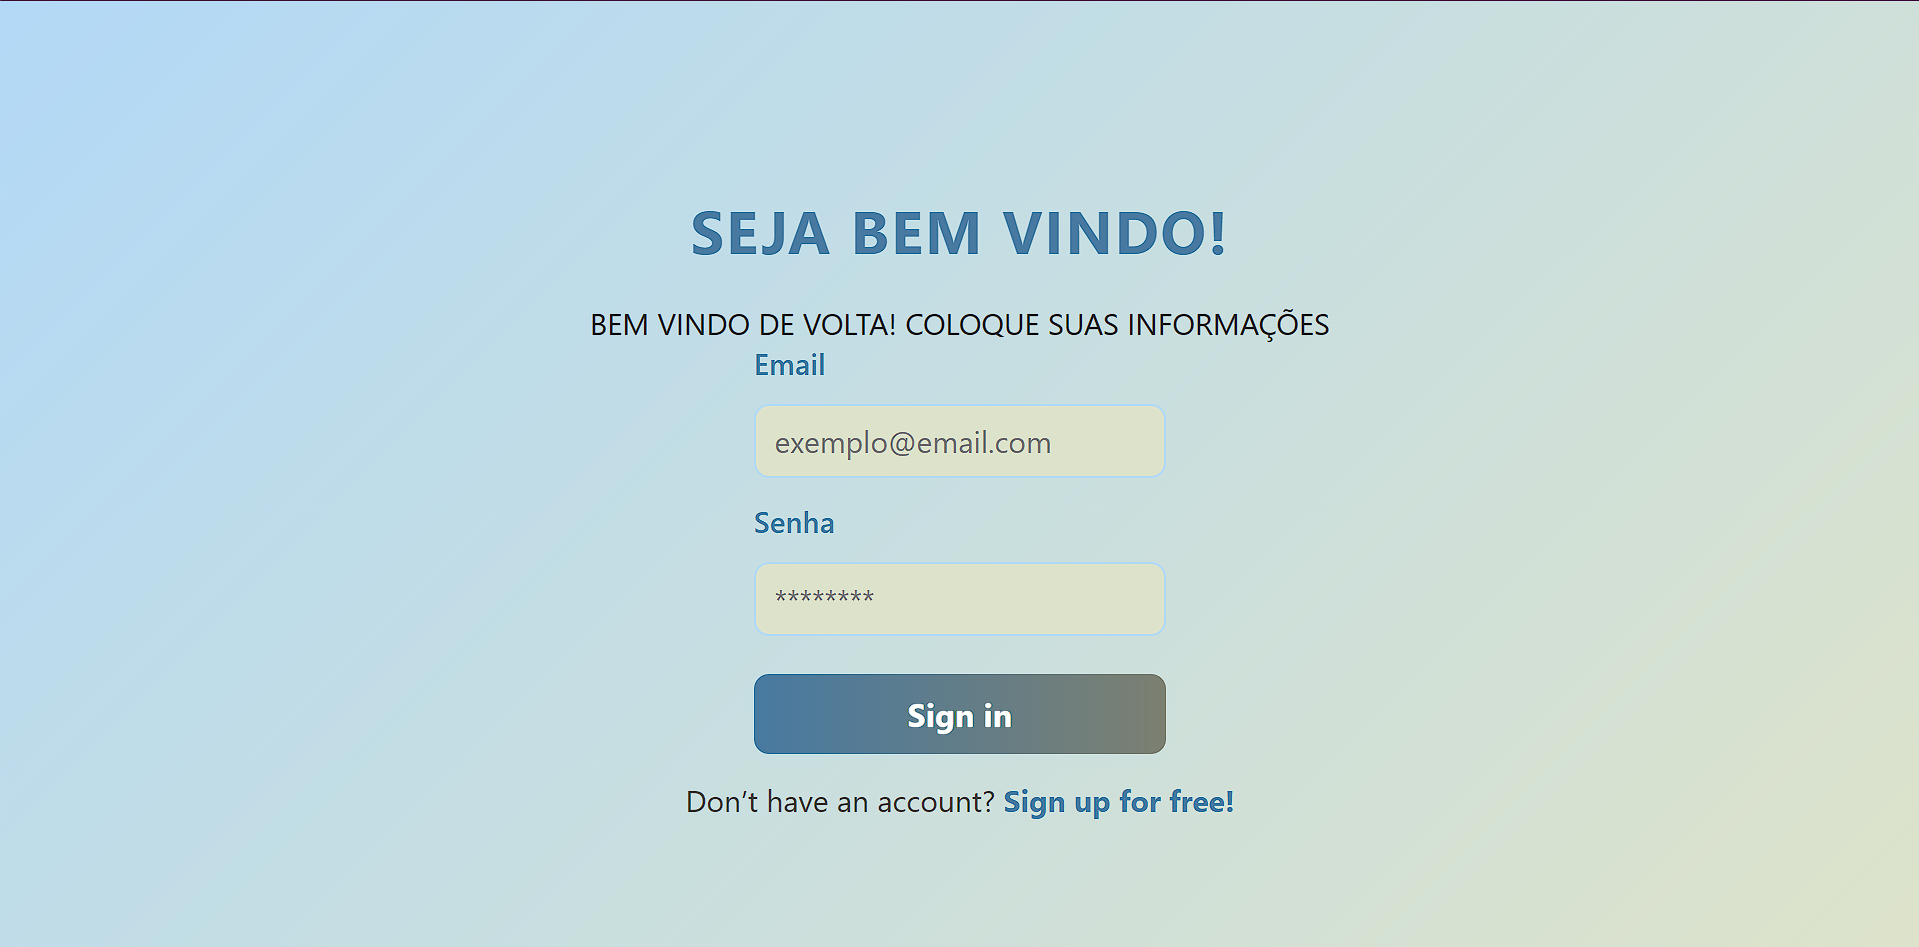 SEJA BEM VINDO!
BEM VINDO DE VOLTA! COLOQUE SUAS INFORMAÇÕES
Email
exemplo@email.com
Senha
********
Sign in
Don’t have an account? Sign up for free!